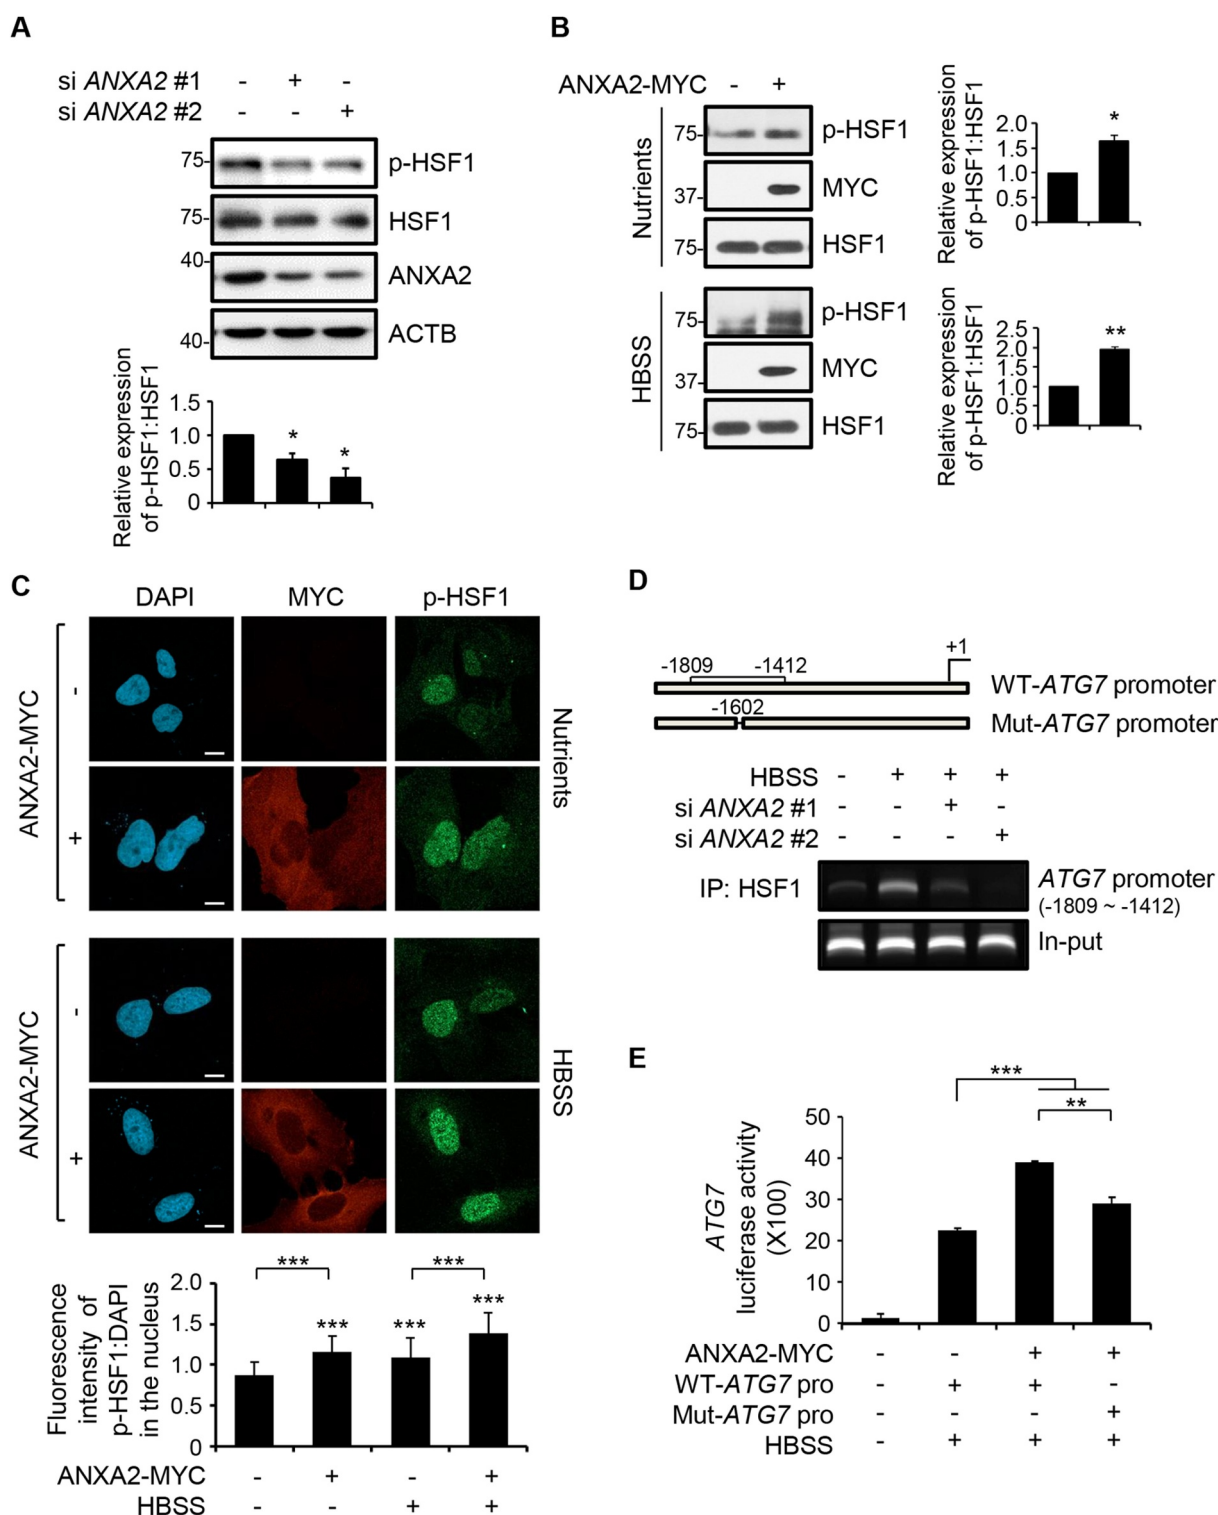 A
si ANXA2 #1 - + -
si ANXA2 #2 - - +
75-
p-HSF1
75-
HSF1
40-
ANXA2
40-
ACTB
Relative expression
of p-HSF1:HSF1
1.5
1.0
0.5
0
*
*
B
ANXA2-MYC - +
Nutrients
75-
p-HSF1
37-
MYC
75-
HSF1
HBSS
75-
p-HSF1
37-
MYC
75-
HSF1
Relative expression
of p-HSF1:HSF1
2.0
1.5
1.0
0.5
0
*
Relative expression
of p-HSF1:HSF1
2.5
2.0
1.5
1.0
0.5
0
**
C
DAPI MYC p-HSF1
ANXA2-MYC
-
+
Nutrients
ANXA2-MYC
-
+
HBSS
Fluorescence
intensity of
p-HSF1:DAPI
in the nucleus
2.0
1.5
1.0
0.5
0
*** ***
*** *** ***
ANXA2-MYC - + - +
HBSS - - + +
D
+1
-1809 -1412
WT-ATG7 promoter
-1602
Mut-ATG7 promoter
HBSS - + + +
si ANXA2 #1 - - + -
si ANXA2 #2 - - - +
IP: HSF1
ATG7 promoter
(-1809 ~ -1412)
In-put
E
***
**
ATG7
luciferase activity
(X100)
50
40
30
20
10
0
ANXA2-MYC - - + +
WT-ATG7 pro - + + -
Mut-ATG7 pro - - - +
HBSS - + + +